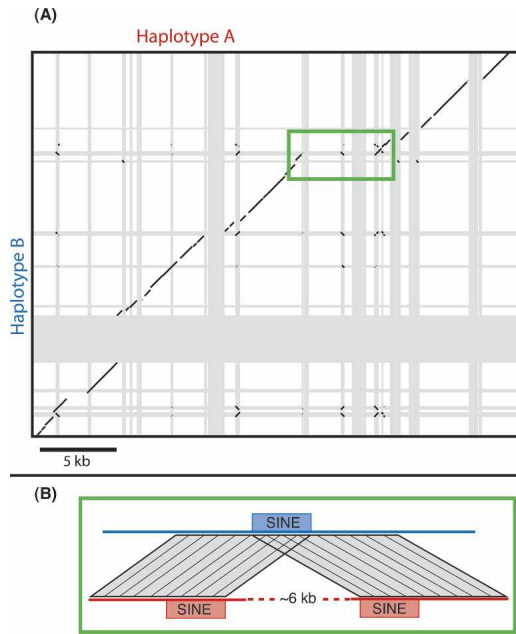 (A)
Haplotype A
Haplotype B
5 kb
(B)
SINE
~6 kb
SINE
SINE